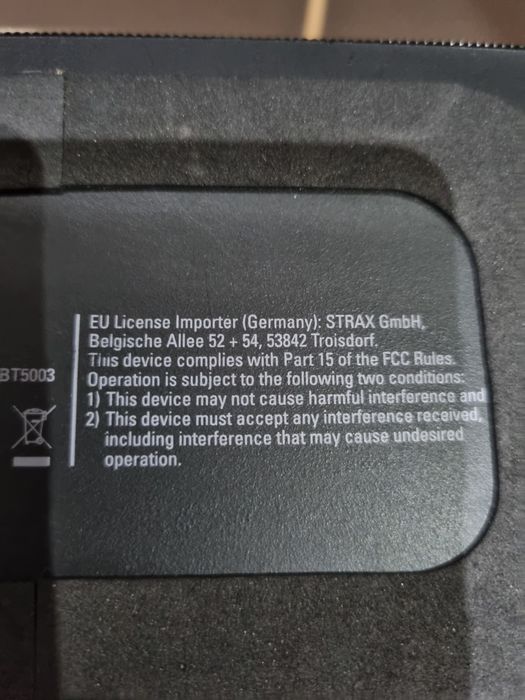 BT5003
EU License Importer (Germany): STRAX GmbH,
Belgische Allee 52 + 54, 53842 Troisdorf.
This device complies with Part 15 of the FCC Rules.
Operation is subject to the following two conditions:
1) This device may not cause harmful interference and
2) This device must accept any interference received,
including interference that may cause undesired
operation.